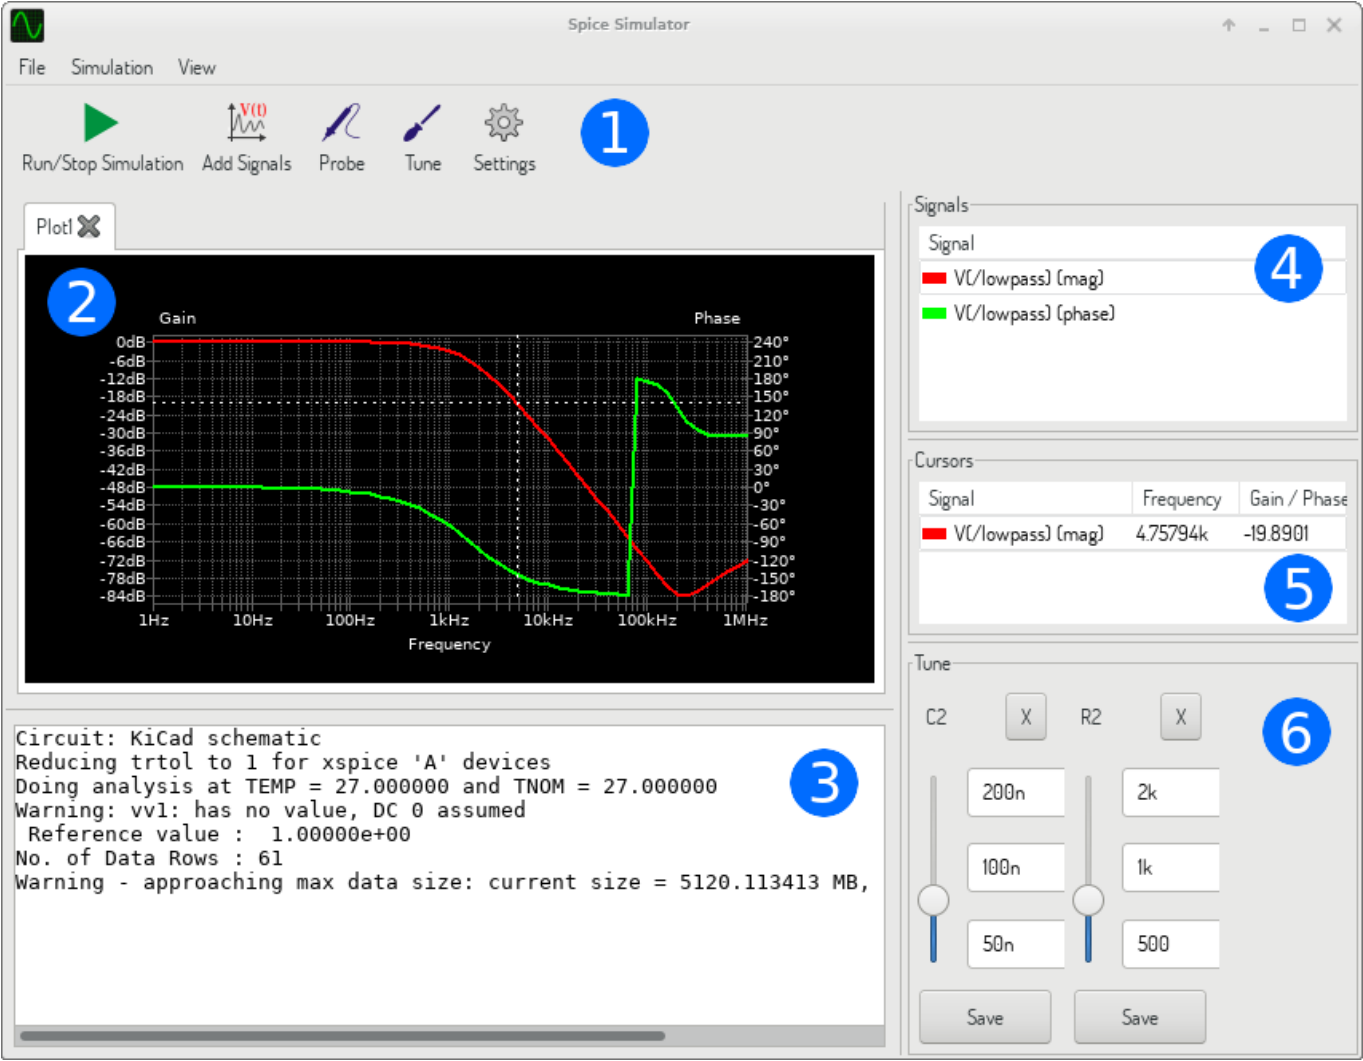 Spice Simulator
File Simulation View
Run/Stop Simulation Add Signals Probe Tune Settings
V(t)
1
Plot1
2
Gain Phase
0dB 240°
-6dB 210°
-12dB 180°
-18dB 150°
-24dB 120°
-30dB 90°
-36dB 60°
-42dB 30°
-48dB 0°
-54dB -30°
-60dB -60°
-66dB -90°
-72dB -120°
-78dB -150°
-84dB -180°
1Hz 10Hz 100Hz 1kHz 10kHz 100kHz 1MHz
Frequency
Circuit: KiCad schematic
Reducing trtol to 1 for xspice 'A' devices
Doing analysis at TEMP = 27.000000 and TNOM = 27.000000
Warning: vv1: has no value, DC 0 assumed
Reference value : 1.00000e+00
No. of Data Rows : 61
Warning - approaching max data size: current size = 5120.113413 MB,
3
Signals
Signal
V(/lowpass) (mag)
V(/lowpass) (phase)
4
Cursors
Signal Frequency Gain / Phase
V(/lowpass) (mag) 4.75794k -19.8901
5
Tune
C2 X R2 X
6
200n 2k
100n 1k
50n 500
Save Save